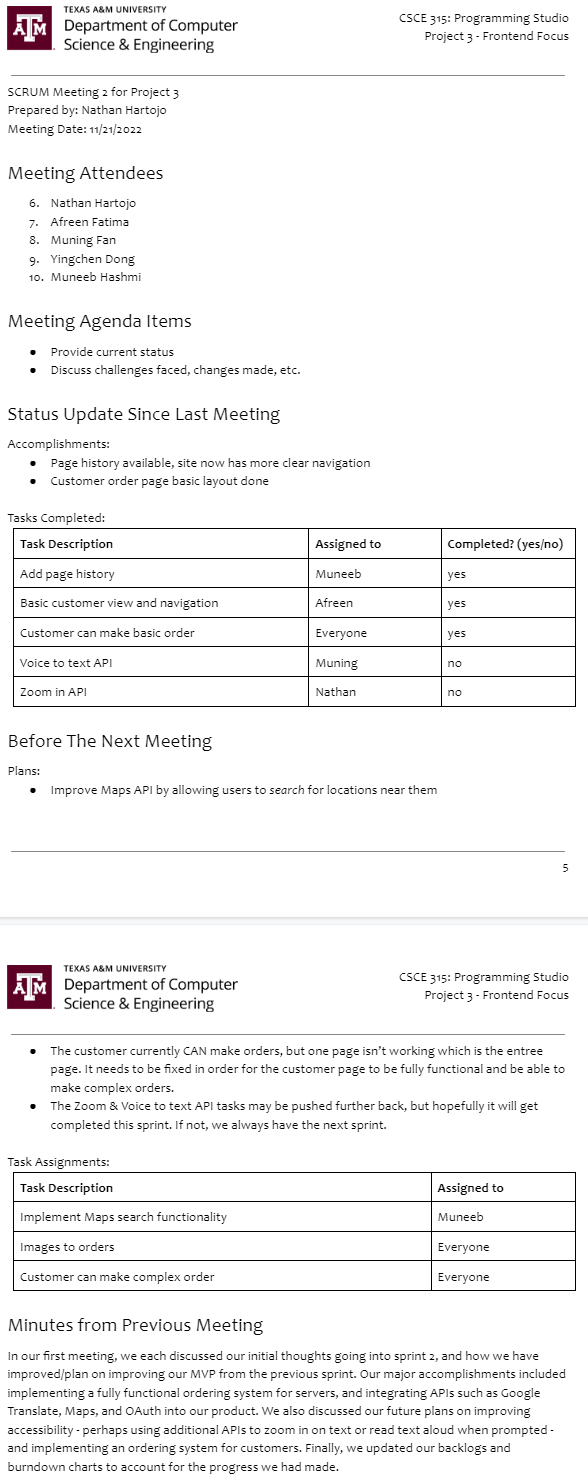 TEXAS A&M UNIVERSITY
Department of Computer
Science & Engineering
CSCE 315: Programming Studio
Project 3 - Frontend Focus
SCRUM Meeting 2 for Project 3
Prepared by: Nathan Hartojo
Meeting Date: 11/21/2022
Meeting Attendees
6. Nathan Hartojo
7. Afreen Fatima
8. Muning Fan
9. Yingchen Dong
10. Muneeb Hashmi
Meeting Agenda Items
● Provide current status
● Discuss challenges faced, changes made, etc.
Status Update Since Last Meeting
Accomplishments:
● Page history available, site now has more clear navigation
● Customer order page basic layout done
Tasks Completed:
Task Description Assigned to Completed? (yes/no)
Add page history Muneeb yes
Basic customer view and navigation Afreen yes
Customer can make basic order Everyone yes
Voice to text API Muning no
Zoom in API Nathan no
Before The Next Meeting
Plans:
● Improve Maps API by allowing users to search for locations near them
5
TEXAS A&M UNIVERSITY
Department of Computer
Science & Engineering
CSCE 315: Programming Studio
Project 3 - Frontend Focus
● The customer currently CAN make orders, but one page isn't working which is the entree
page. It needs to be fixed in order for the customer page to be fully functional and be able to
make complex orders.
● The Zoom & Voice to text API tasks may be pushed further back, but hopefully it will get
completed this sprint. If not, we always have the next sprint.
Task Assignments:
Task Description Assigned to
Implement Maps search functionality Muneeb
Images to orders Everyone
Customer can make complex order Everyone
Minutes from Previous Meeting
In our first meeting, we each discussed our initial thoughts going into sprint 2, and how we have
improved/plan on improving our MVP from the previous sprint. Our major accomplishments included
implementing a fully functional ordering system for servers, and integrating APIs such as Google
Translate, Maps, and OAuth into our product. We also discussed our future plans on improving
accessibility - perhaps using additional APIs to zoom in on text or read text aloud when prompted -
and implementing an ordering system for customers. Finally, we updated our backlogs and
burndown charts to account for the progress we had made.